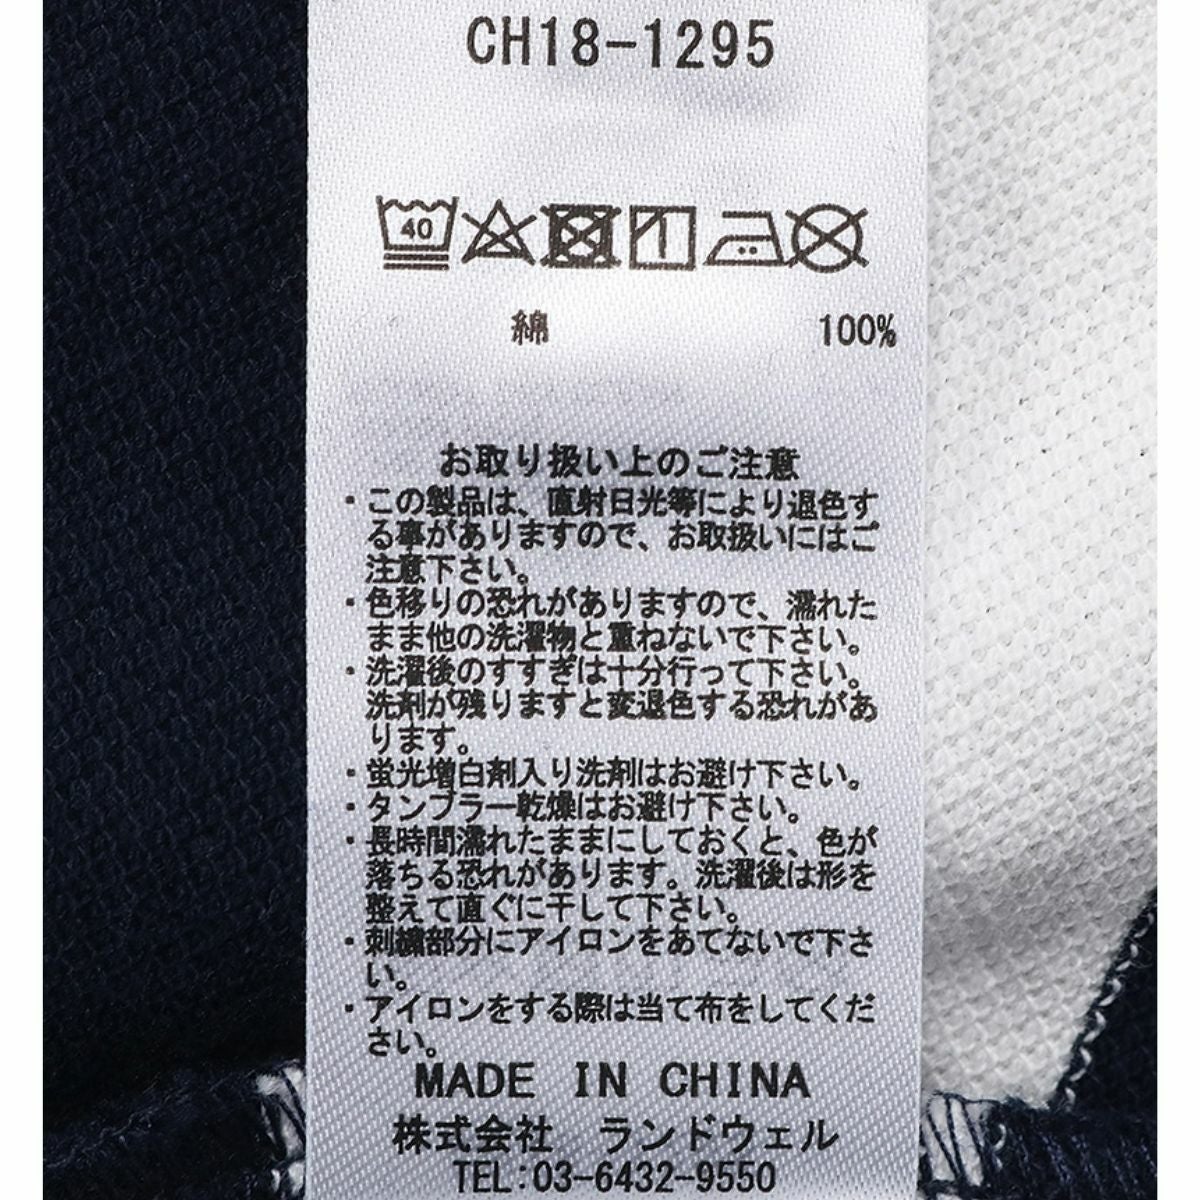 CH18-1295
40
綿 100%
お取り扱い上のご注意
・この製品は、直射日光等により退色す
る事がありますので、お取扱いにはご
注意下さい。
・色移りの恐れがありますので、濡れた
まま他の洗濯物と重ねないで下さい。
・洗濯後のすすぎは十分行って下さい。
洗剤が残りますと変退色する恐れがあ
ります。
・蛍光増白剤入り洗剤はお避け下さい。
・タンブラー乾燥はお避け下さい。
・長時間濡れたままにしておくと、色が
落ちる恐れがあります。洗濯後は形を
整えて直ぐに干して下さい。
・刺繍部分にアイロンをあてないで下さ
い。
・アイロンをする際は当て布をしてくだ
さい。
MADE IN CHINA
株式会社 ランドウェル
TEL:03-6432-9550